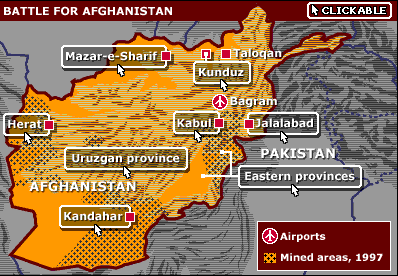 BATTLE FOR AFGHANISTAN
CLICKABLE
Mazar-e-Sharif
Taloqan
Kunduz
Bagram
Herat
Kabul
Jalalabad
Uruzgan province
PAKISTAN
AFGHANISTAN
Eastern provinces
Kandahar
Airports
Mined areas, 1997